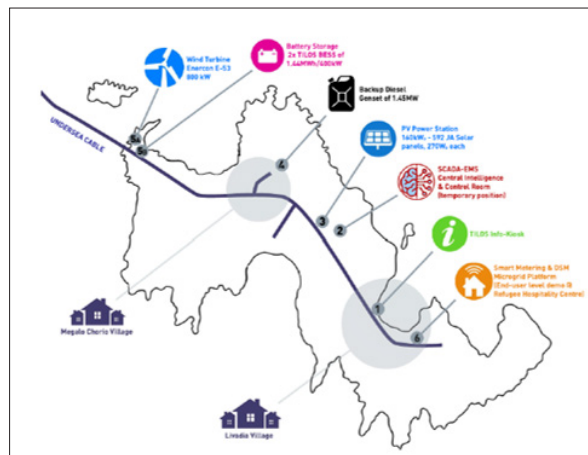 Wind Turbine
Enercon E-53
800 kW
Battery Storage
2x TILOS BESS of
1.44MWh/400kW
Backup Diesel
Genset of 1.45MW
PV Power Station
160kWp - 592 JA Solar
panels, 270Wp each
SCADA-EMS
Central Intelligence
& Control Room
(temporary position)
TILOS Info-Kiosk
Smart Metering & DSM
Microgrid Platform
(End-user level demo @
Refugee Hospitality Centre)
UNDERSEA CABLE
5a
5b
4
3
2
1
6
Megalo Chorio Village
Livadia Village